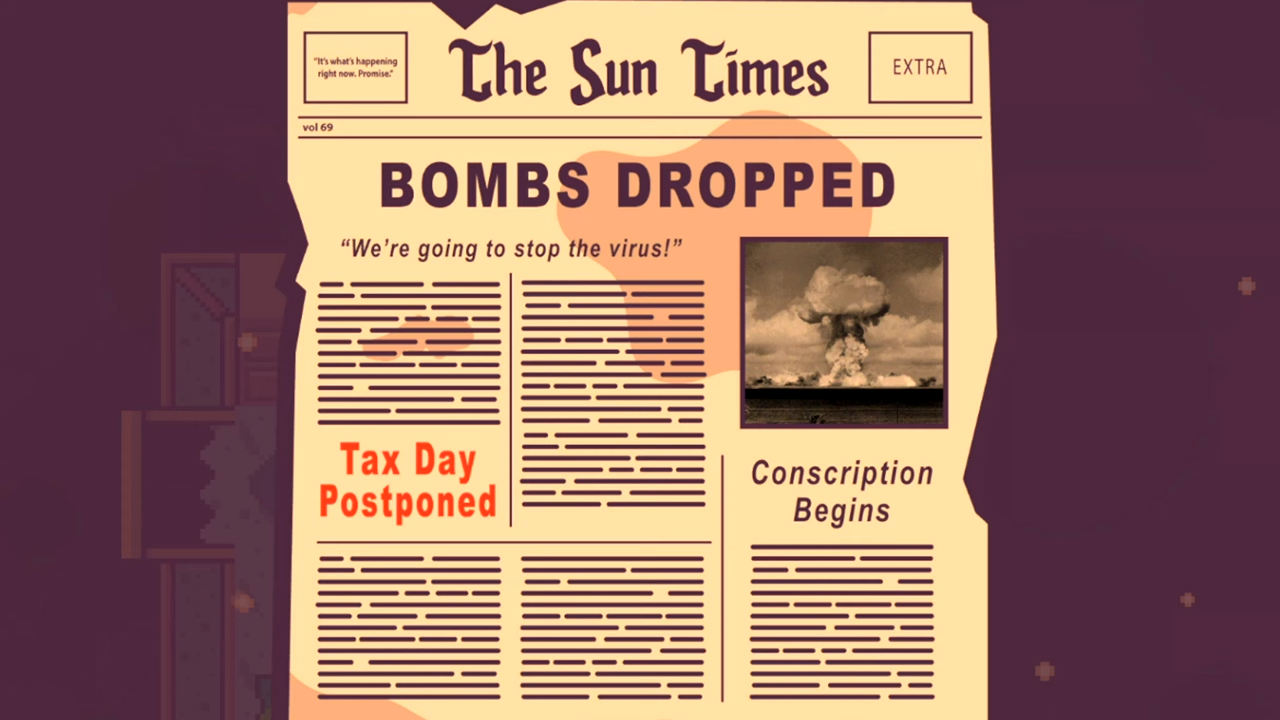 "It's what's happening
right now. Promise."
The Sun Times
EXTRA
vol 69
BOMBS DROPPED
“We’re going to stop the virus!”
Tax Day
Postponed
Conscription
Begins